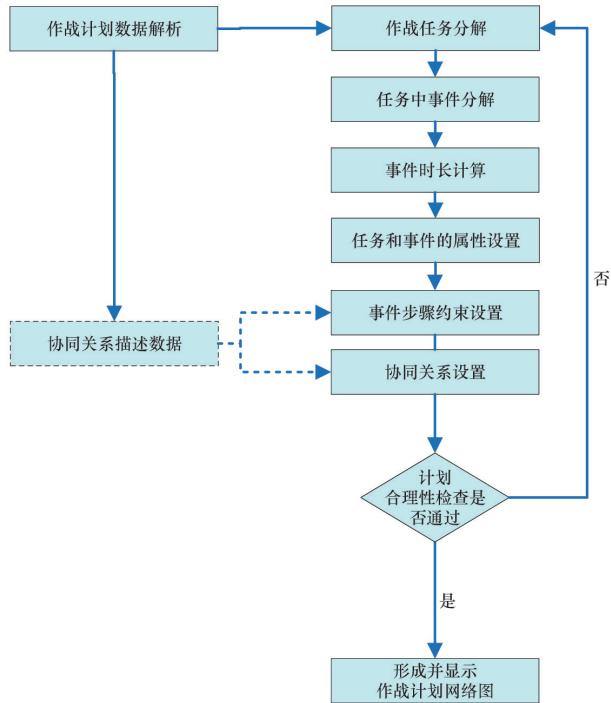 作战计划数据解析
作战任务分解
任务中事件分解
事件时长计算
任务和事件的属性设置
否
事件步骤约束设置
协同关系描述数据
协同关系设置
计划
合理性检查是
否通过
是
形成并显示
作战计划网络图